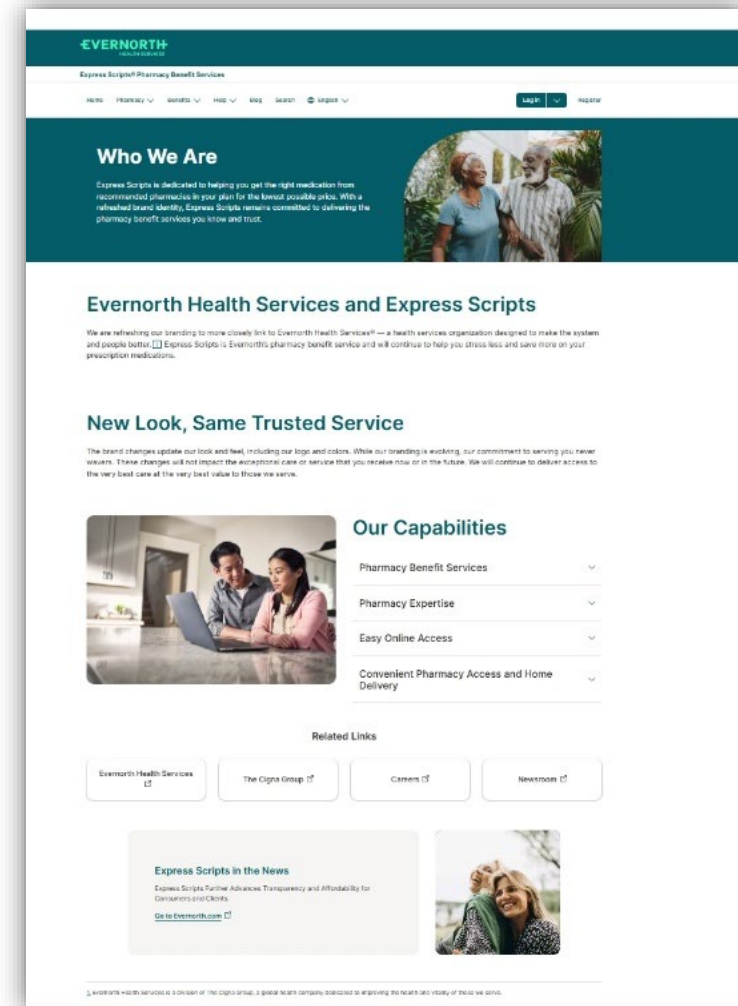 EVERNORTH
HEALTH SERVICES
Express Scripts® Pharmacy Benefit Services
Home Pharmacy Benefits Help Blog Search English Log in Register
Who We Are
Express Scripts is dedicated to helping you get the right medication from
recommended pharmacies in your plan for the lowest possible price. With a
refreshed brand identity, Express Scripts remains committed to delivering the
pharmacy benefit services you know and trust.
Evernorth Health Services and Express Scripts
We are refreshing our branding to more closely link to Evernorth Health Services® — a health services organization designed to make the system
and people better. 1 Express Scripts is Evernorth's pharmacy benefit service and will continue to help you stress less and save more on your
prescription medications.
New Look, Same Trusted Service
The brand changes update our look and feel, including our logo and colors. While our branding is evolving, our commitment to serving you never
wavers. These changes will not impact the exceptional care or service that you receive now or in the future. We will continue to deliver access to
the very best care at the very best value to those we serve.
Our Capabilities
Pharmacy Benefit Services
Pharmacy Expertise
Easy Online Access
Convenient Pharmacy Access and Home
Delivery
Related Links
Evernorth Health Services
The Cigna Group
Careers
Newsroom
Express Scripts in the News
Express Scripts Further Advances Transparency and Affordability for
Consumers and Clients
Go to Evernorth.com
1. Evernorth Health Services is a division of The Cigna Group, a global health company dedicated to improving the health and vitality of those we serve.